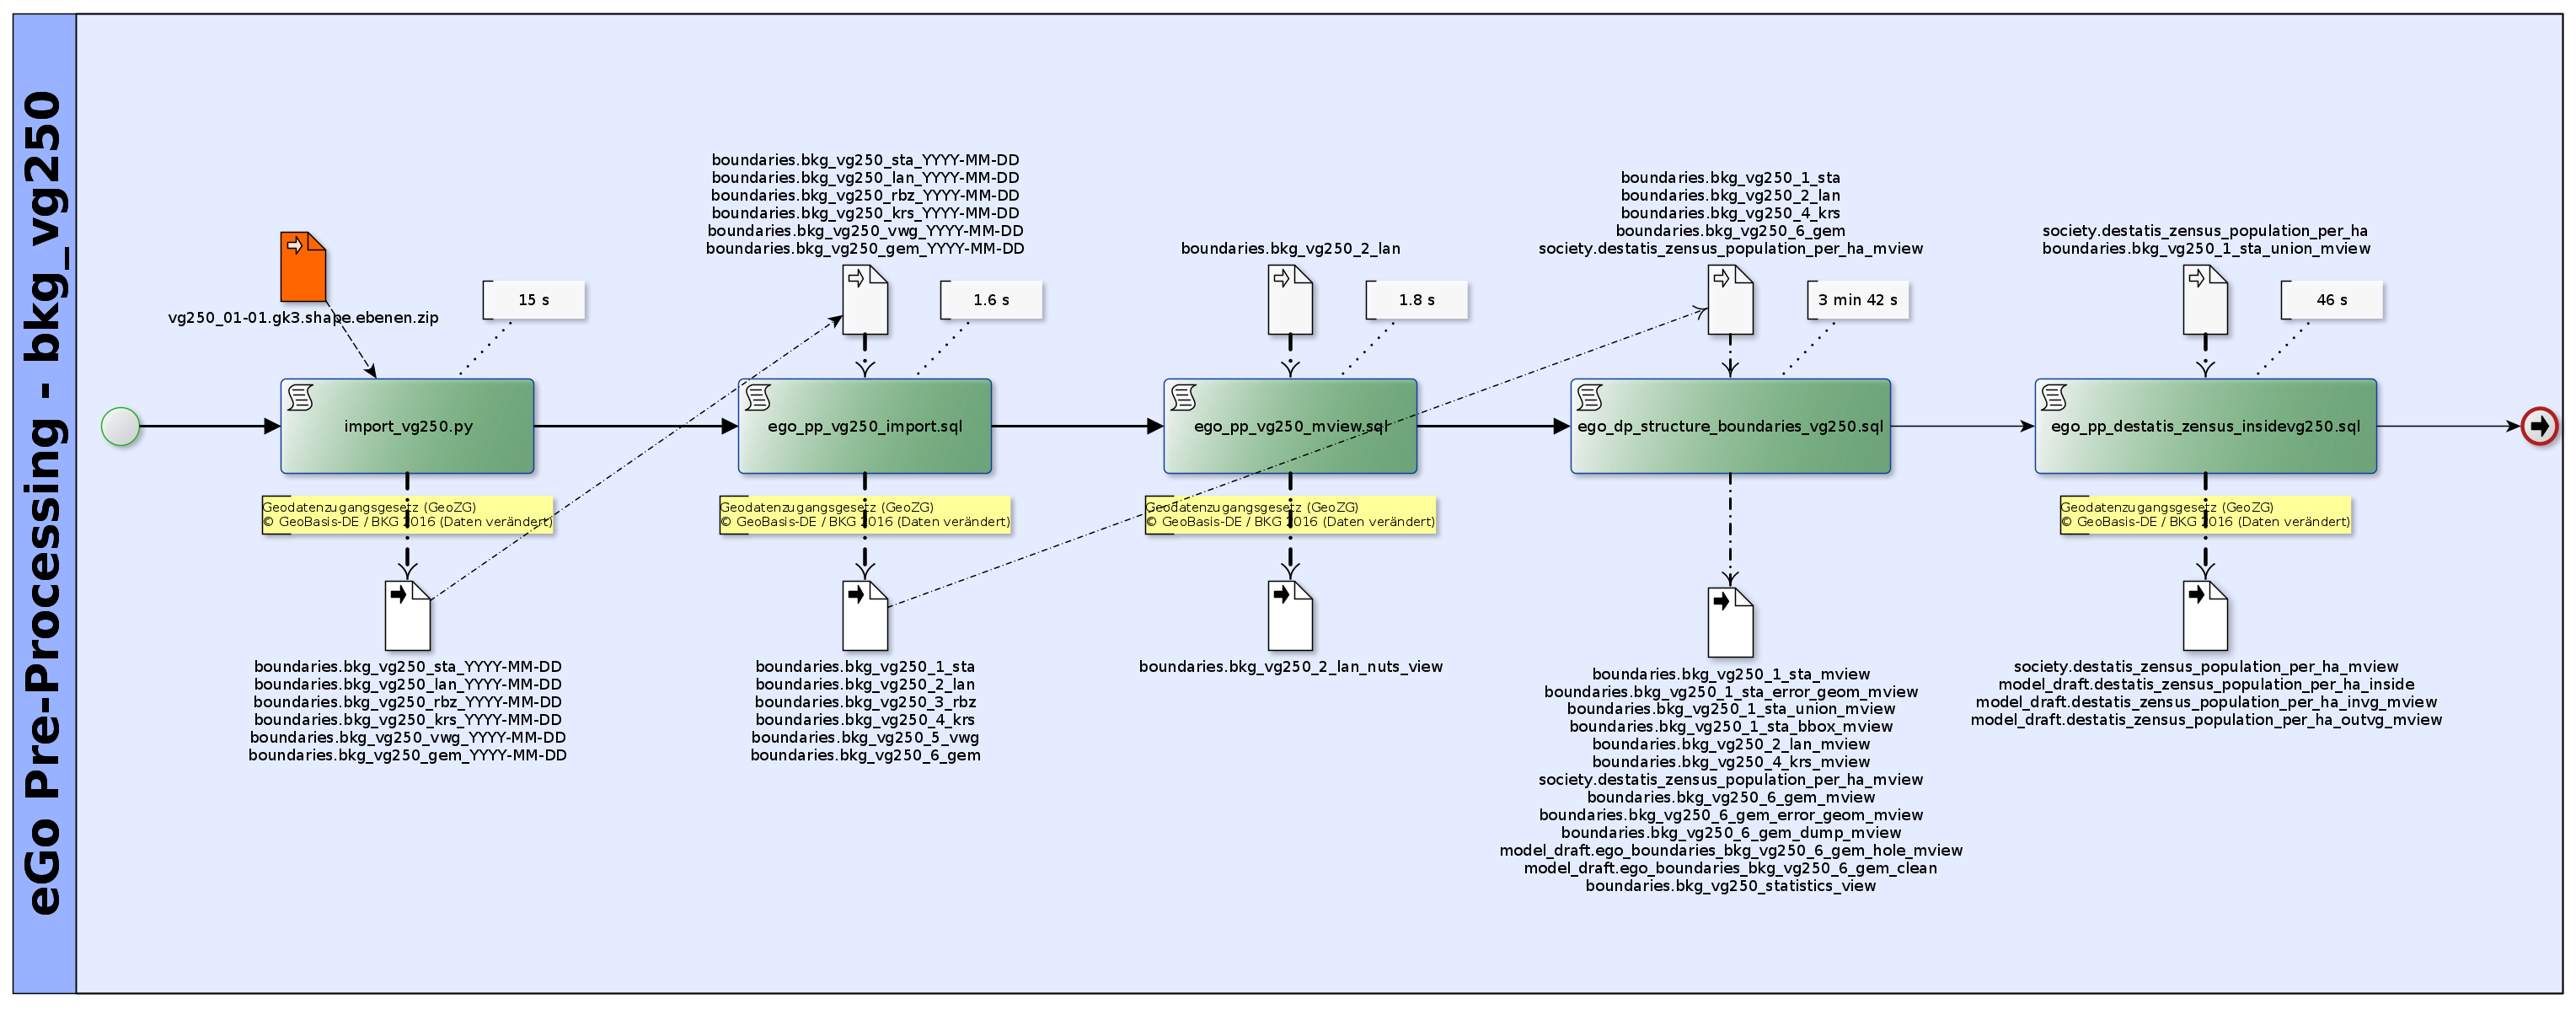 eGo Pre-Processing - bkg_vg250
vg250_01-01.gk3.shape.ebenen.zip
15 s
import_vg250.py
Geodatenzugangsgesetz (GeoZG)
© GeoBasis-DE / BKG 2016 (Daten verändert)
boundaries.bkg_vg250_sta_YYYY-MM-DD
boundaries.bkg_vg250_lan_YYYY-MM-DD
boundaries.bkg_vg250_rbz_YYYY-MM-DD
boundaries.bkg_vg250_krs_YYYY-MM-DD
boundaries.bkg_vg250_vwg_YYYY-MM-DD
boundaries.bkg_vg250_gem_YYYY-MM-DD
boundaries.bkg_vg250_sta_YYYY-MM-DD
boundaries.bkg_vg250_lan_YYYY-MM-DD
boundaries.bkg_vg250_rbz_YYYY-MM-DD
boundaries.bkg_vg250_krs_YYYY-MM-DD
boundaries.bkg_vg250_vwg_YYYY-MM-DD
boundaries.bkg_vg250_gem_YYYY-MM-DD
1.6 s
ego_pp_vg250_import.sql
Geodatenzugangsgesetz (GeoZG)
© GeoBasis-DE / BKG 2016 (Daten verändert)
boundaries.bkg_vg250_1_sta
boundaries.bkg_vg250_2_lan
boundaries.bkg_vg250_3_rbz
boundaries.bkg_vg250_4_krs
boundaries.bkg_vg250_5_vwg
boundaries.bkg_vg250_6_gem
boundaries.bkg_vg250_2_lan
1.8 s
ego_pp_vg250_mview.sql
Geodatenzugangsgesetz (GeoZG)
© GeoBasis-DE / BKG 2016 (Daten verändert)
boundaries.bkg_vg250_2_lan_nuts_view
boundaries.bkg_vg250_1_sta
boundaries.bkg_vg250_2_lan
boundaries.bkg_vg250_4_krs
boundaries.bkg_vg250_6_gem
society.destatis_zensus_population_per_ha_mview
3 min 42 s
ego_dp_structure_boundaries_vg250.sql
boundaries.bkg_vg250_1_sta_mview
boundaries.bkg_vg250_1_sta_error_geom_mview
boundaries.bkg_vg250_1_sta_union_mview
boundaries.bkg_vg250_1_sta_bbox_mview
boundaries.bkg_vg250_2_lan_mview
boundaries.bkg_vg250_4_krs_mview
society.destatis_zensus_population_per_ha_mview
boundaries.bkg_vg250_6_gem_mview
boundaries.bkg_vg250_6_gem_error_geom_mview
boundaries.bkg_vg250_6_gem_dump_mview
model_draft.ego_boundaries_bkg_vg250_6_gem_hole_mview
model_draft.ego_boundaries_bkg_vg250_6_gem_clean
boundaries.bkg_vg250_statistics_view
society.destatis_zensus_population_per_ha
boundaries.bkg_vg250_1_sta_union_mview
46 s
ego_pp_destatis_zensus_insidevg250.sql
Geodatenzugangsgesetz (GeoZG)
© GeoBasis-DE / BKG 2016 (Daten verändert)
society.destatis_zensus_population_per_ha_mview
model_draft.destatis_zensus_population_per_ha_inside
model_draft.destatis_zensus_population_per_ha_invg_mview
model_draft.destatis_zensus_population_per_ha_outvg_mview